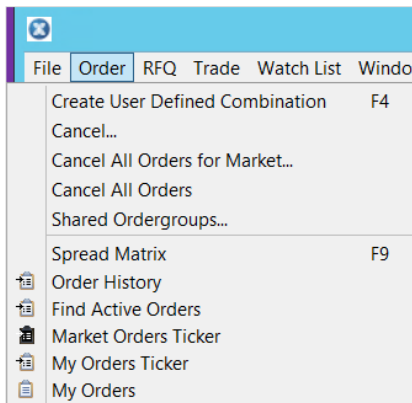 File Order RFQ Trade Watch List Windo
Create User Defined Combination F4
Cancel...
Cancel All Orders for Market...
Cancel All Orders
Shared Ordergroups...
Spread Matrix F9
Order History
Find Active Orders
Market Orders Ticker
My Orders Ticker
My Orders